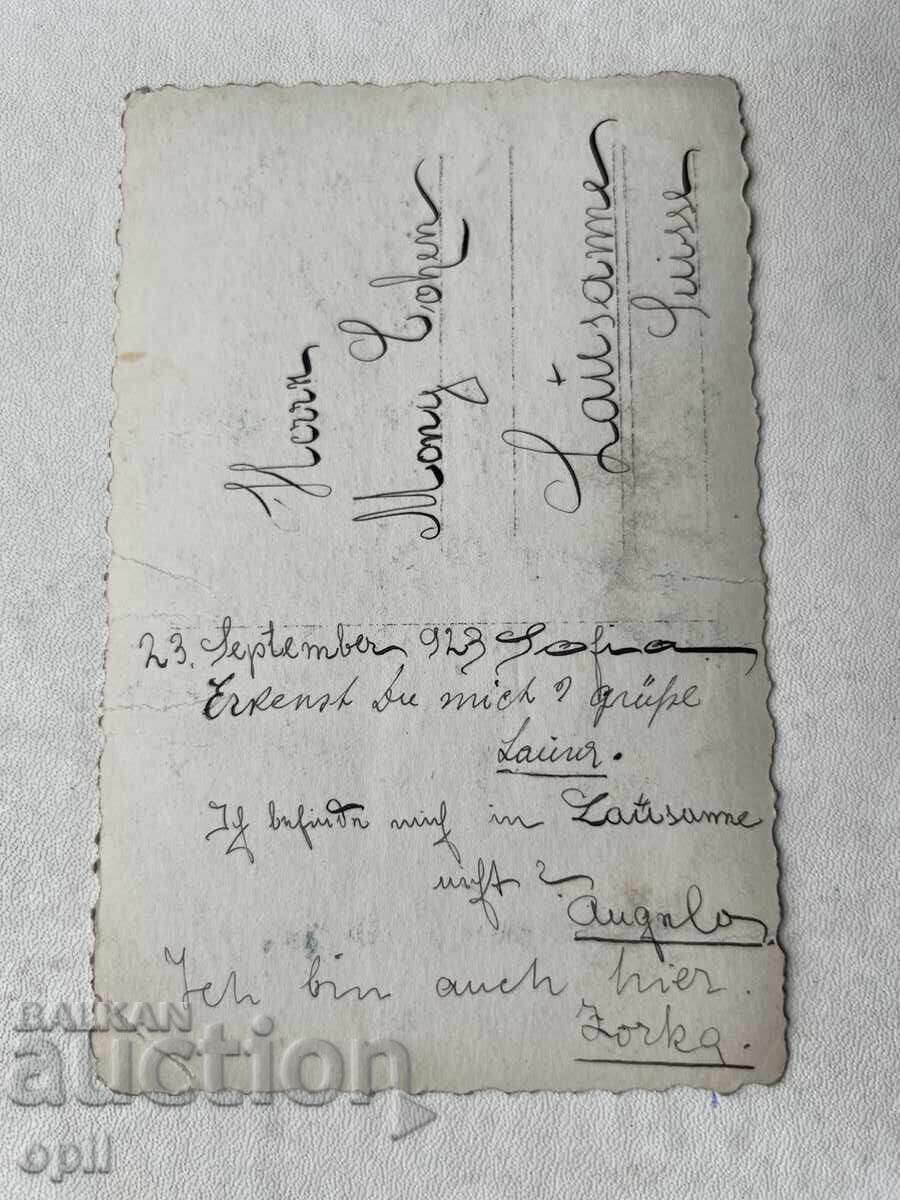 Herrn
Mony Cohen
Lausanne
Suisse
23. September 923 Sofia
Erkenst Du mich? grüße
Laura.
Ich befinde mich in Lausanne
nicht?
Angelo
Ich bin auch hier.
Zorka.
BALKAN
auction
opil